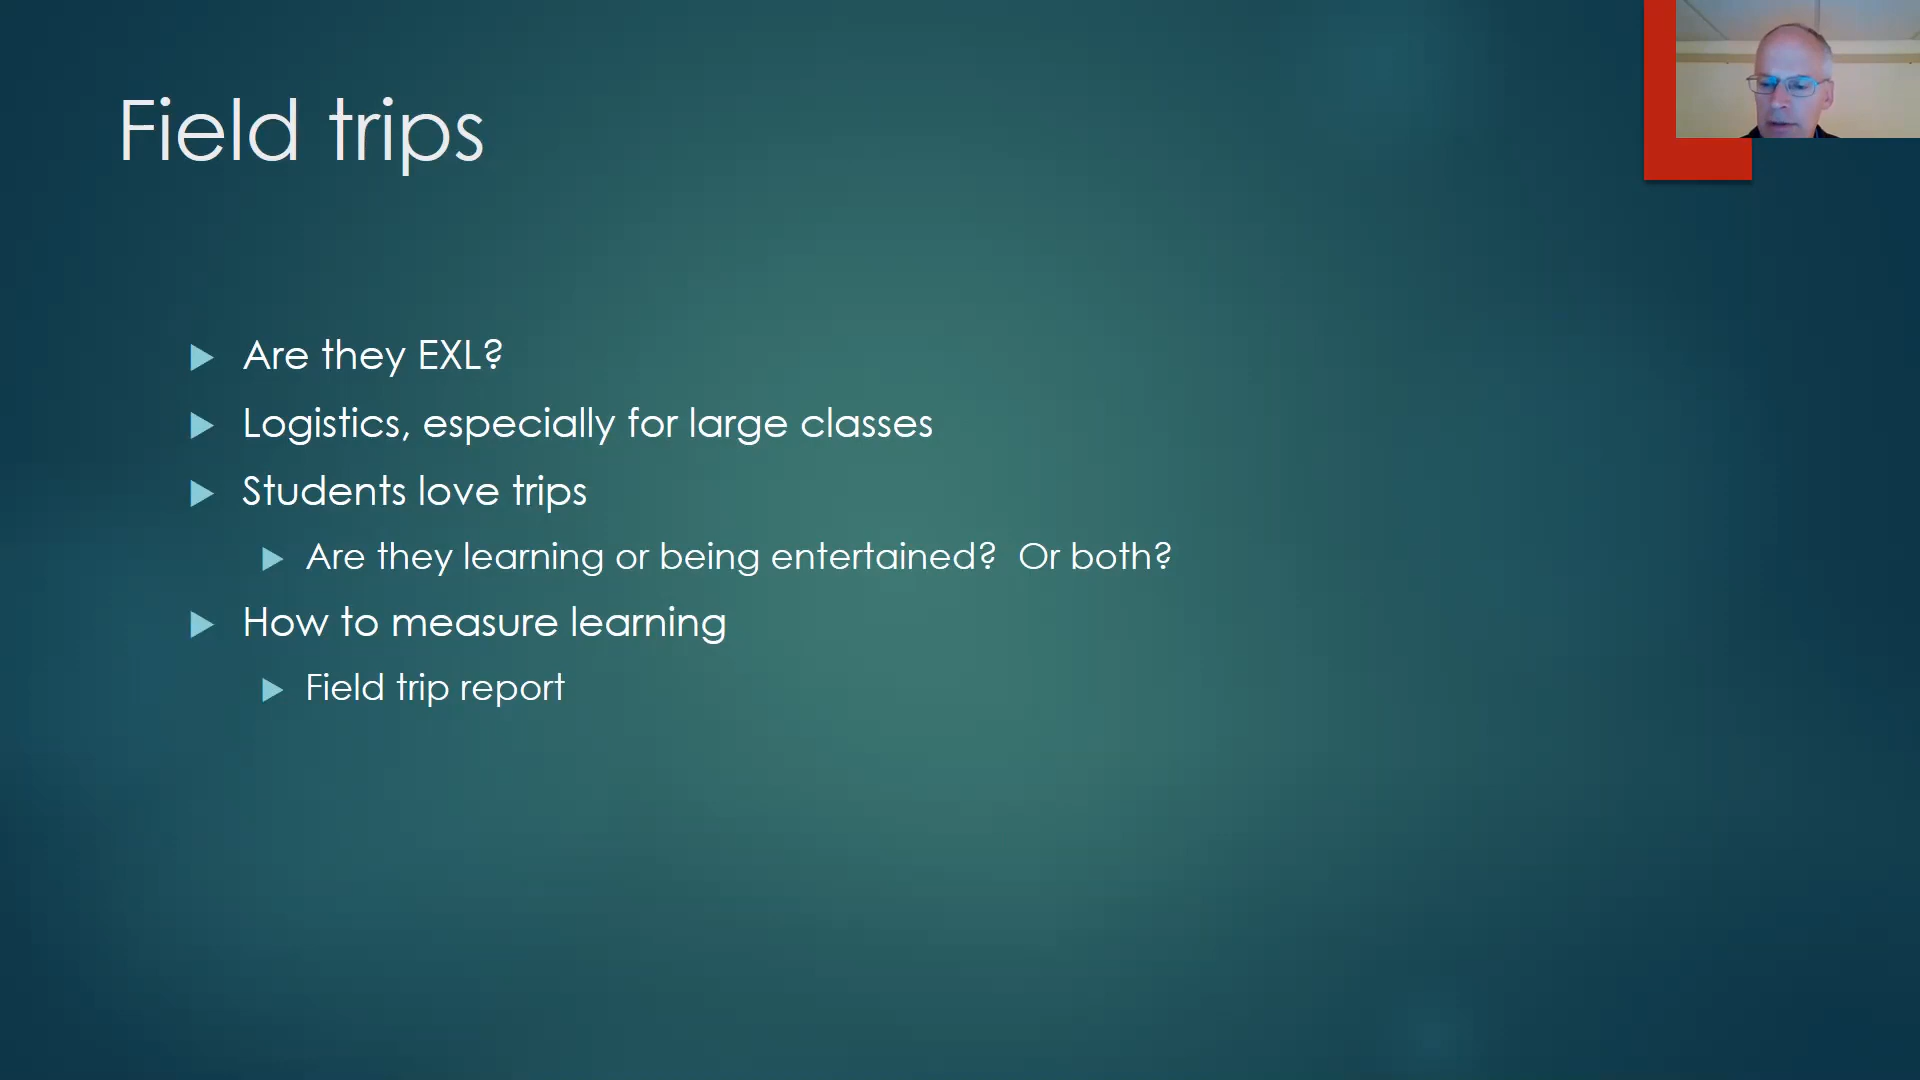 Field trips
Are they EXL?
Logistics, especially for large classes
Students love trips
Are they learning or being entertained?  Or both?
How to measure learning
Field trip report